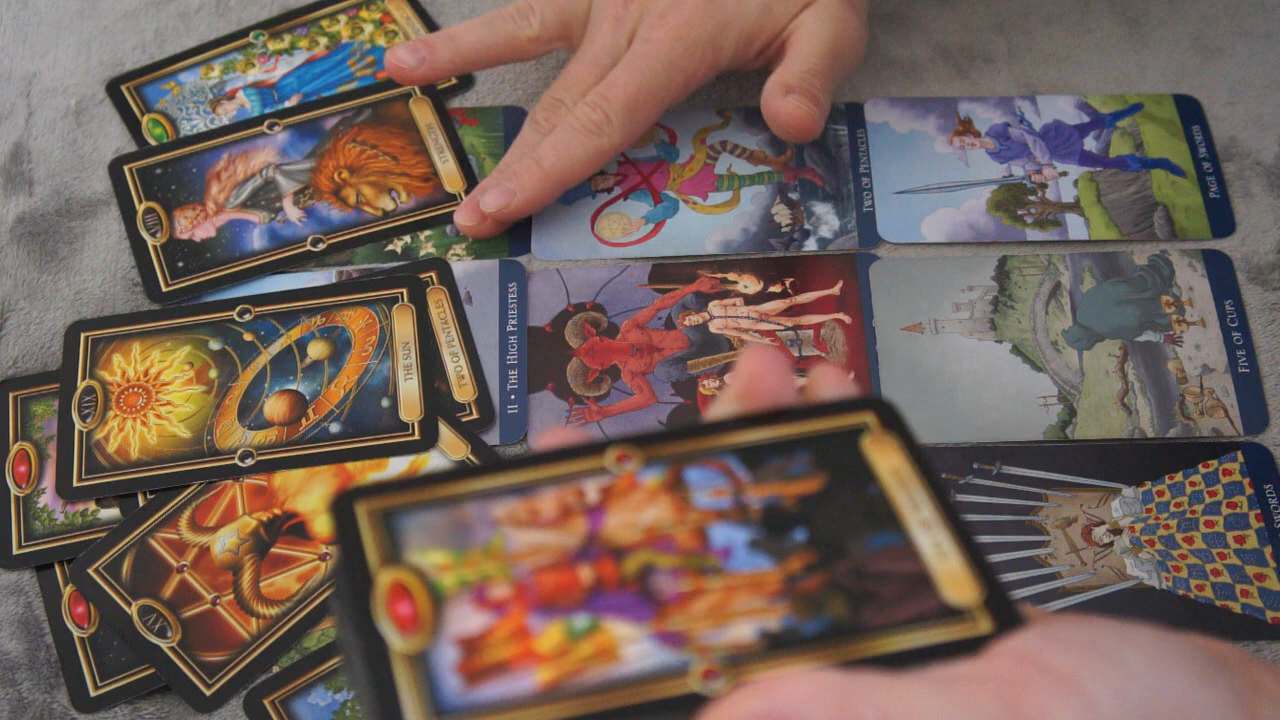 STRENGTH
VIII
TWO OF PENTACLES
PAGE OF SWORDS
XIX
THE SUN
TWO OF PENTACLES
II • THE HIGH PRIESTESS
FIVE OF CUPS
XV